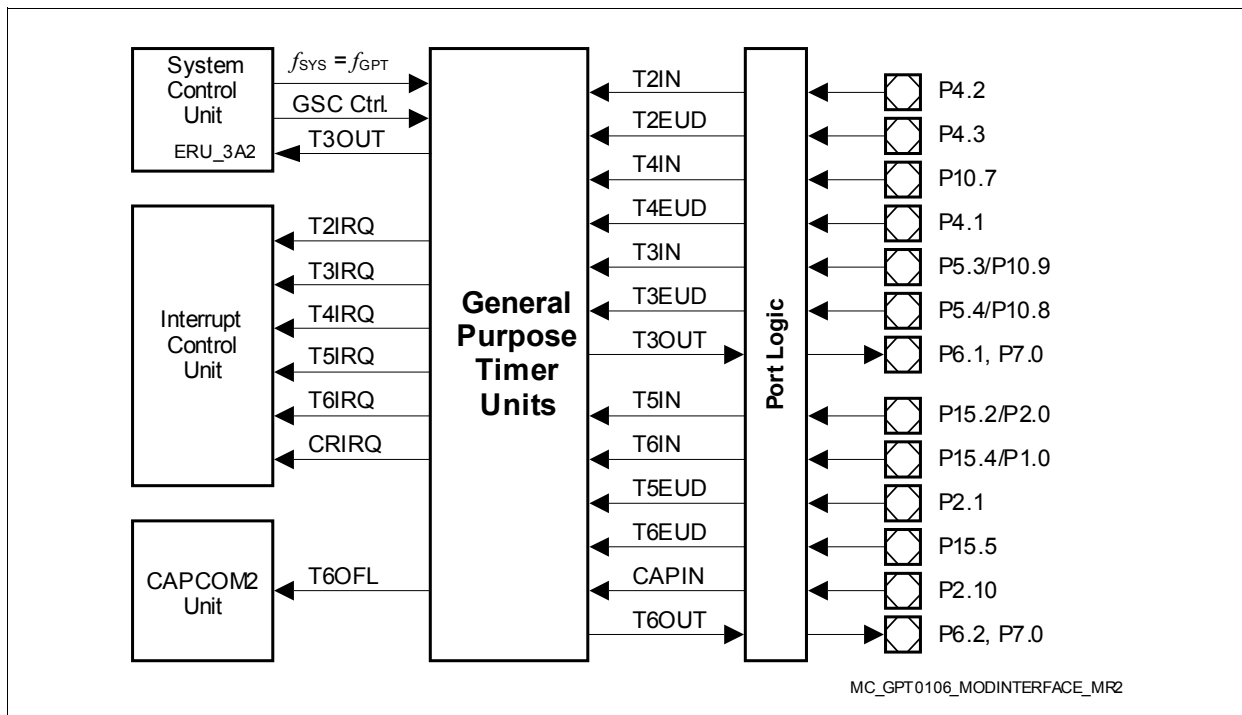 System
Control
Unit
ERU_3A2
fSYS = fGPT
GSC Ctrl.
T3OUT
Interrupt
Control
Unit
T2IRQ
T3IRQ
T4IRQ
T5IRQ
T6IRQ
CRIRQ
CAPCOM2
Unit
T6OFL
General
Purpose
Timer
Units
T2IN
T2EUD
T4IN
T4EUD
T3IN
T3EUD
T3OUT
T5IN
T6IN
T5EUD
T6EUD
CAPIN
T6OUT
Port Logic
P4.2
P4.3
P10.7
P4.1
P5.3/P10.9
P5.4/P10.8
P6.1, P7.0
P15.2/P2.0
P15.4/P1.0
P2.1
P15.5
P2.10
P6.2, P7.0
MC_GPT0106_MODINTERFACE_MR2